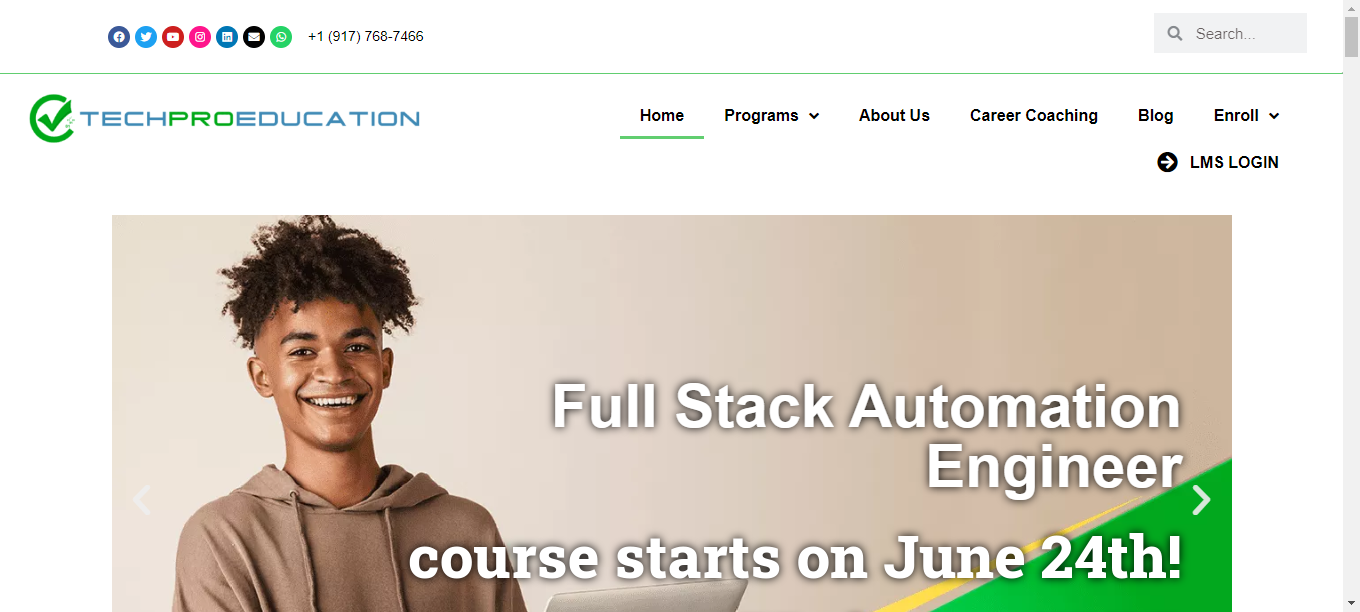 +1 (917) 768-7466
Search...
TECHPROEDUCATION
Home Programs About Us Career Coaching Blog Enroll
LMS LOGIN
Full Stack Automation
Engineer
course starts on June 24th!